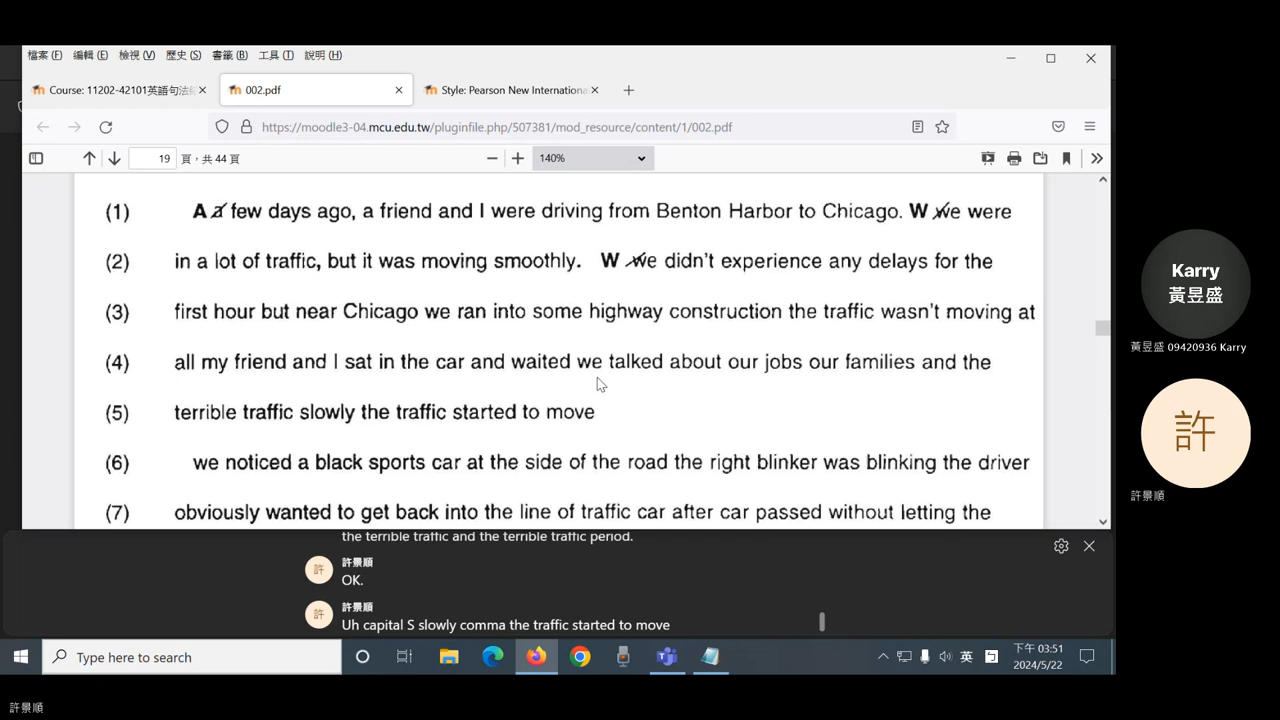 檔案 (F) 編輯 (E) 檢視 (V) 歷史 (S) 書籤 (B) 工具 (T) 說明 (H)
Course: 11202-42101英語句法 002.pdf Style: Pearson New Internationa
https://moodle3-04.mcu.edu.tw/pluginfile.php/507381/mod_resource/content/1/002.pdf
19 頁,共 44 頁 140%
(1) A a few days ago, a friend and I were driving from Benton Harbor to Chicago. W we were
(2) in a lot of traffic, but it was moving smoothly. W we didn't experience any delays for the
(3) first hour but near Chicago we ran into some highway construction the traffic wasn't moving at
(4) all my friend and I sat in the car and waited we talked about our jobs our families and the
(5) terrible traffic slowly the traffic started to move
(6) we noticed a black sports car at the side of the road the right blinker was blinking the driver
(7) obviously wanted to get back into the line of traffic car after car passed without letting the
Karry
黃昱盛
黃昱盛 09420936 Karry
許
許景順
the terrible traffic and the terrible traffic period.
許 許景順
OK.
許 許景順
Uh capital S slowly comma the traffic started to move
Type here to search
英
下午 03:51
2024/5/22
許景順